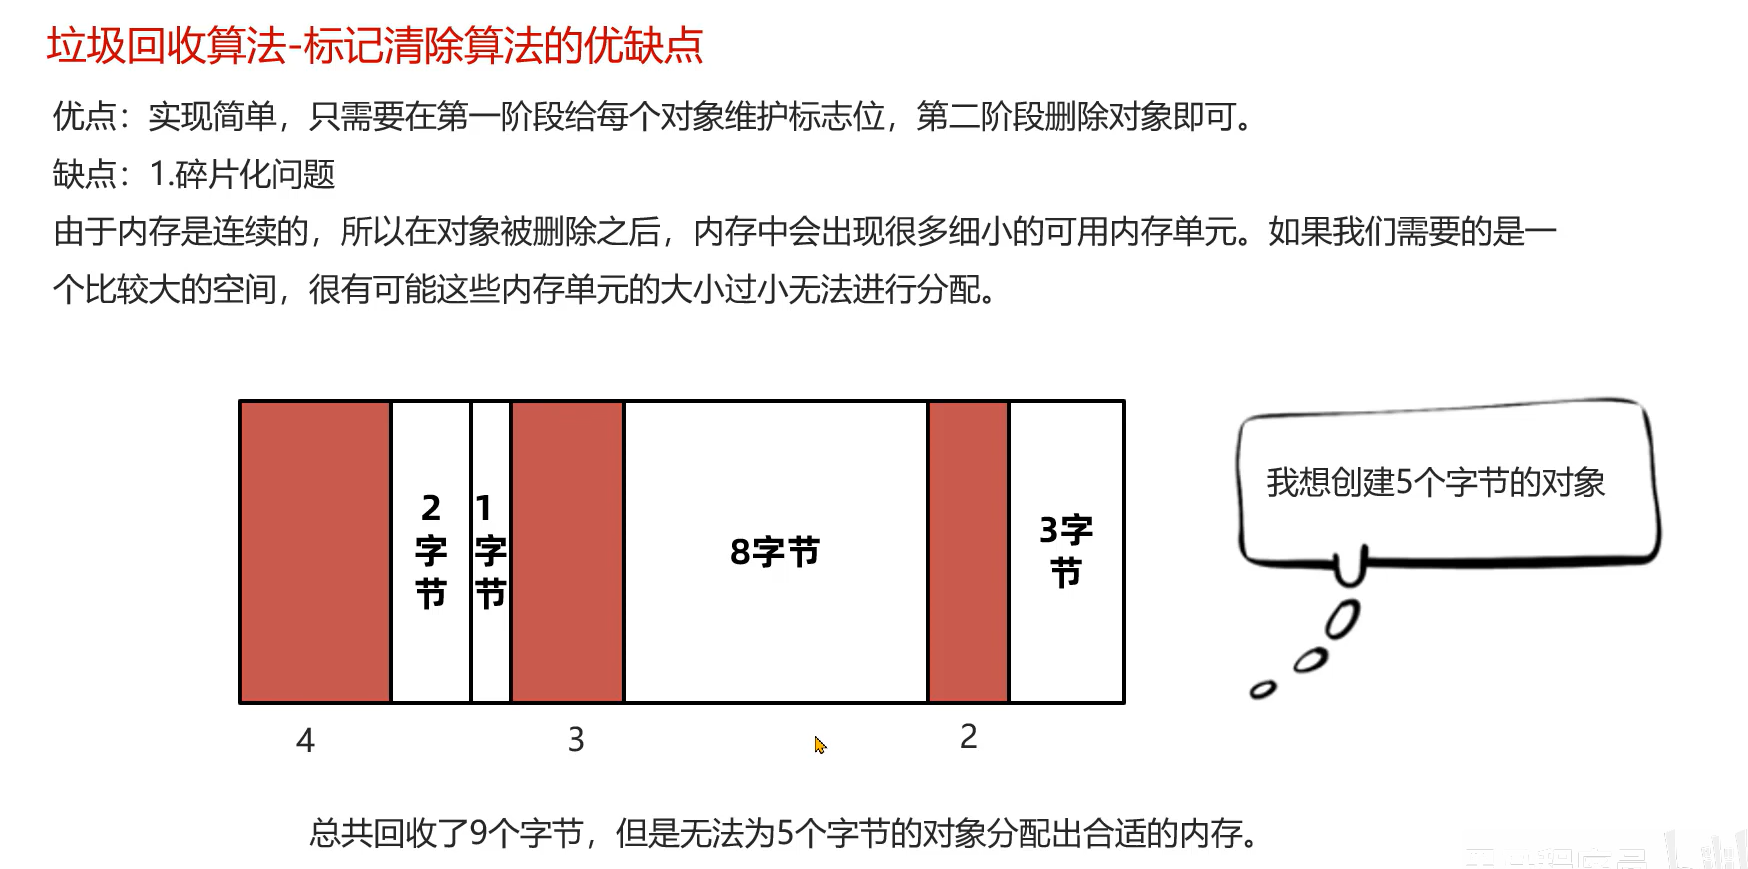 垃圾回收算法-标记清除算法的优缺点
优点：实现简单，只需要在第一阶段给每个对象维护标志位，第二阶段删除对象即可。
缺点：1.碎片化问题
由于内存是连续的，所以在对象被删除之后，内存中会出现很多细小的可用内存单元。如果我们需要的是一
个比较大的空间，很有可能这些内存单元的大小过小无法进行分配。
2
字
节
1
字
节
8字节
3字
节
我想创建5个字节的对象
4
3
2
总共回收了9个字节，但是无法为5个字节的对象分配出合适的内存。